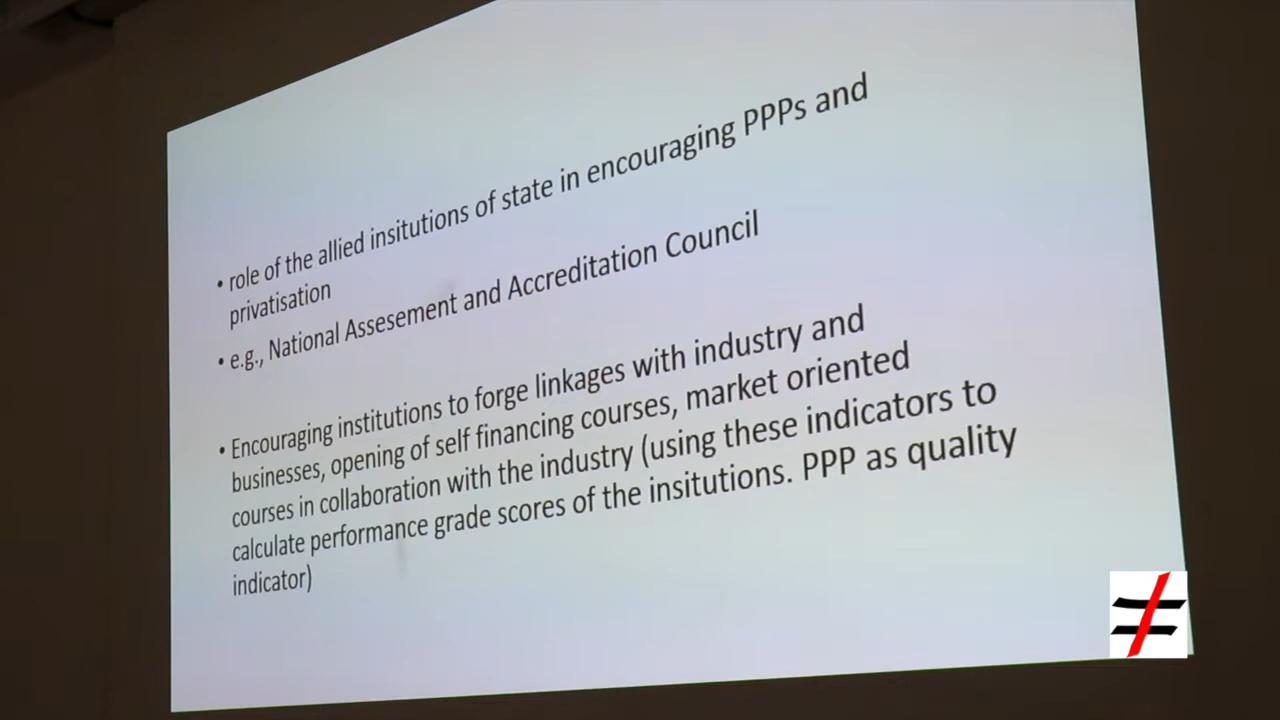 • role of the allied insitutions of state in encouraging PPPs and
privatisation
• e.g., National Assesement and Accreditation Council
• Encouraging institutions to forge linkages with industry and
businesses, opening of self financing courses, market oriented
courses in collaboration with the industry (using these indicators to
calculate performance grade scores of the insitutions. PPP as quality
indicator)